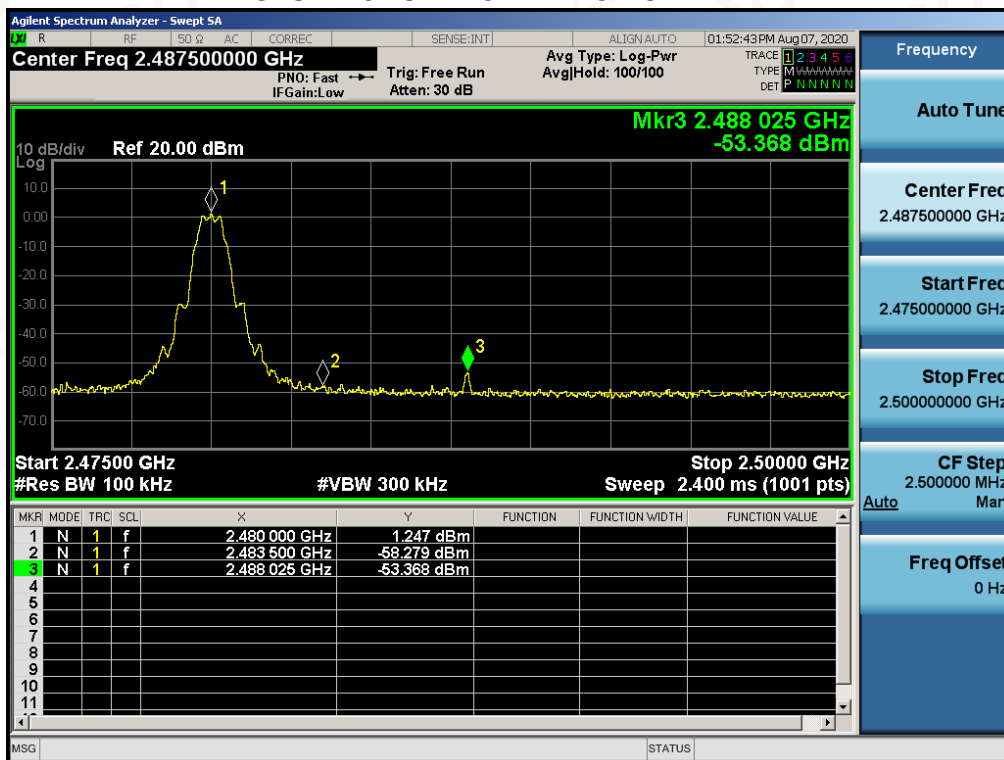 Agilent Spectrum Analyzer - Swept SA
LXI R RF 50 Ω AC CORREC SENSE:INT ALIGN AUTO 01:52:43 PM Aug 07, 2020
Center Freq 2.487500000 GHz
PNO: Fast
IFGain:Low
Trig: Free Run
Atten: 30 dB
Avg Type: Log-Pwr
Avg|Hold: 100/100
TRACE 1 2 3 4 5 6
TYPE M
DET P N N N N N
Mkr3 2.488 025 GHz
-53.368 dBm
10 dB/div Ref 20.00 dBm
Log
10.0
0.00
-10.0
-20.0
-30.0
-40.0
-50.0
-60.0
-70.0
1
2
3
Start 2.47500 GHz Stop 2.50000 GHz
#Res BW 100 kHz #VBW 300 kHz Sweep 2.400 ms (1001 pts)
MKR MODE TRC SCL X Y FUNCTION FUNCTION WIDTH FUNCTION VALUE
1 N 1 f 2.480 000 GHz 1.247 dBm
2 N 1 f 2.483 500 GHz -58.279 dBm
3 N 1 f 2.488 025 GHz -53.368 dBm
4
5
6
7
8
9
10
11
MSG STATUS
Frequency
Auto Tune
Center Freq
2.487500000 GHz
Start Freq
2.475000000 GHz
Stop Freq
2.500000000 GHz
CF Step
2.500000 MHz
Auto Man
Freq Offset
0 Hz